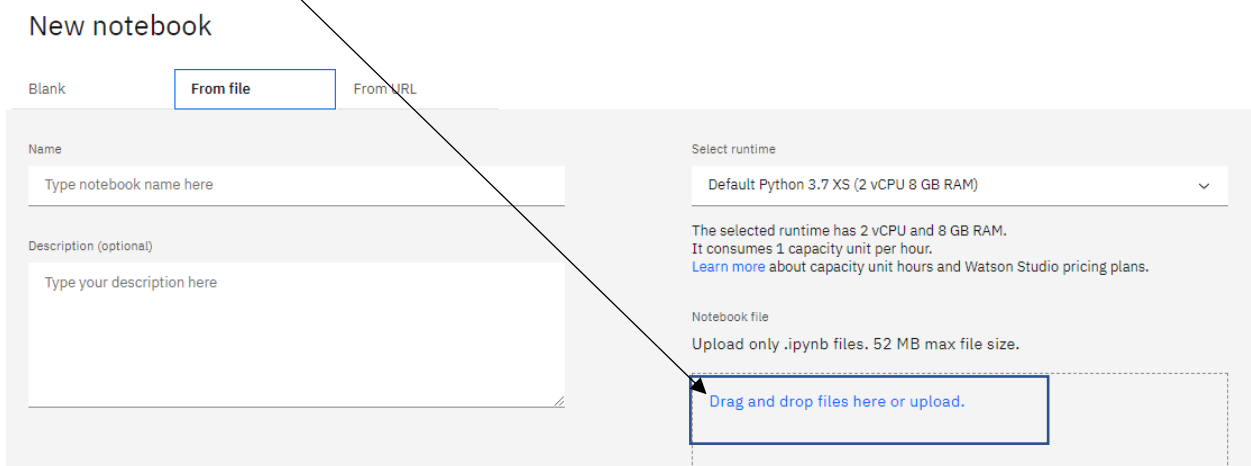 New notebook
Blank
From file
From URL
Name
Type notebook name here
Description (optional)
Type your description here
Select runtime
Default Python 3.7 XS (2 vCPU 8 GB RAM)
The selected runtime has 2 vCPU and 8 GB RAM.
It consumes 1 capacity unit per hour.
Learn more about capacity unit hours and Watson Studio pricing plans.
Notebook file
Upload only .ipynb files. 52 MB max file size.
Drag and drop files here or upload.